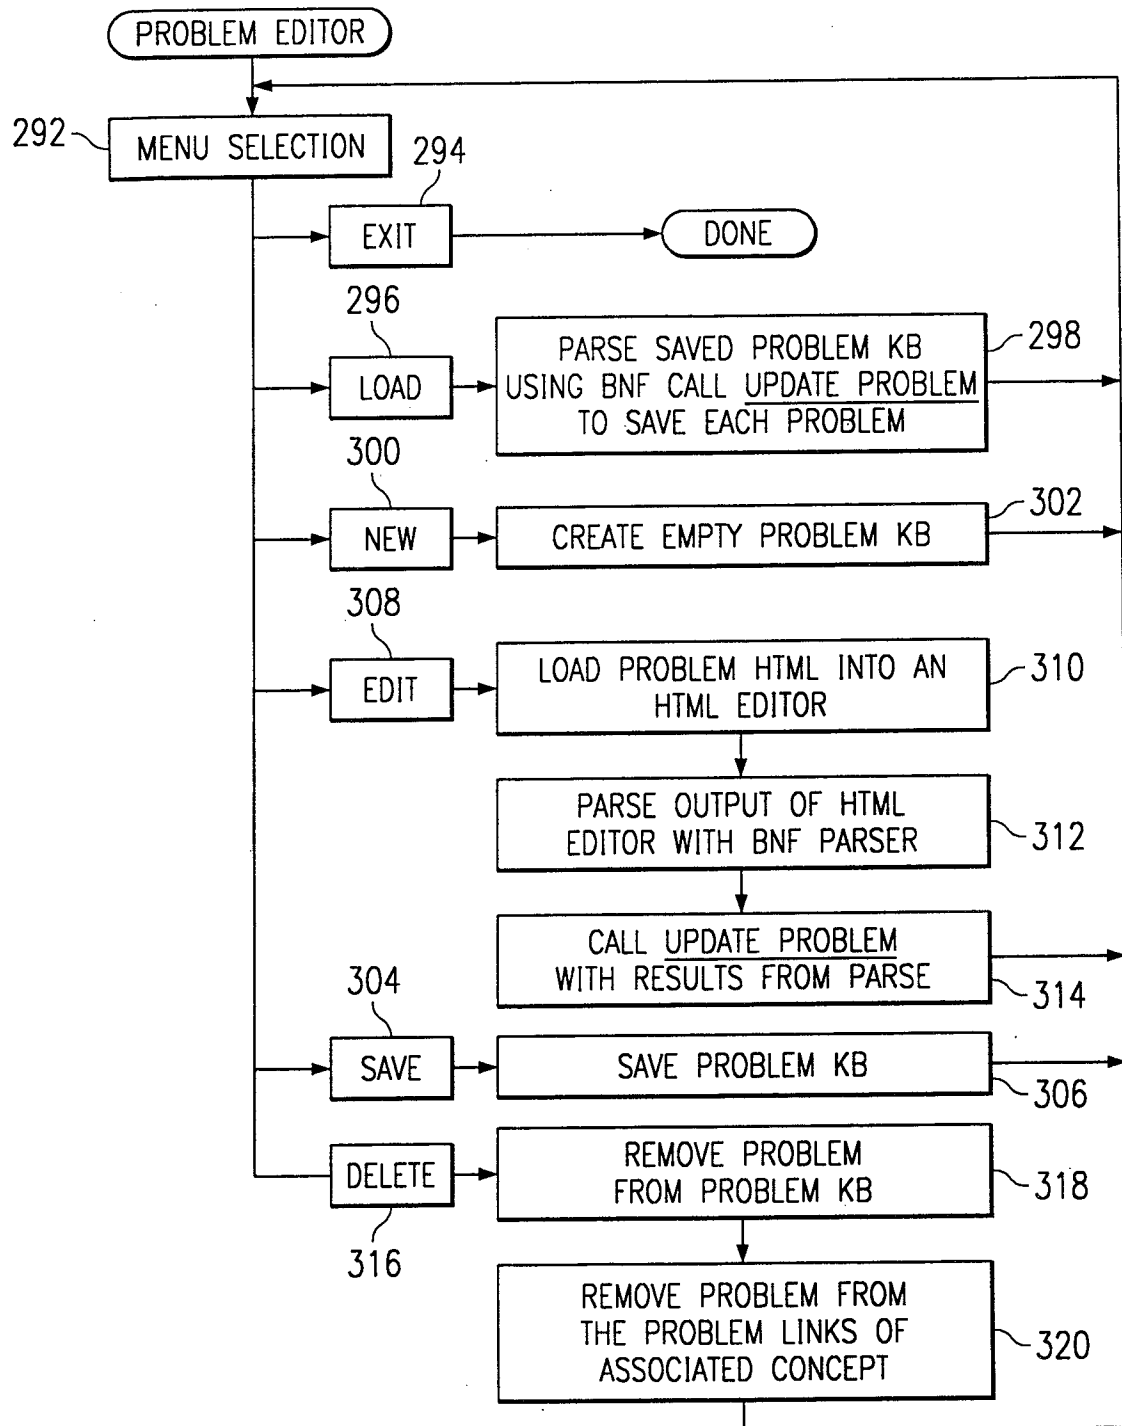 PROBLEM EDITOR
292
MENU SELECTION
294
EXIT
DONE
296
LOAD
PARSE SAVED PROBLEM KB
USING BNF CALL UPDATE PROBLEM
TO SAVE EACH PROBLEM
298
300
NEW
CREATE EMPTY PROBLEM KB
302
308
EDIT
LOAD PROBLEM HTML INTO AN
HTML EDITOR
310
PARSE OUTPUT OF HTML
EDITOR WITH BNF PARSER
312
CALL UPDATE PROBLEM
WITH RESULTS FROM PARSE
314
304
SAVE
SAVE PROBLEM KB
306
DELETE
316
REMOVE PROBLEM
FROM PROBLEM KB
318
REMOVE PROBLEM FROM
THE PROBLEM LINKS OF
ASSOCIATED CONCEPT
320